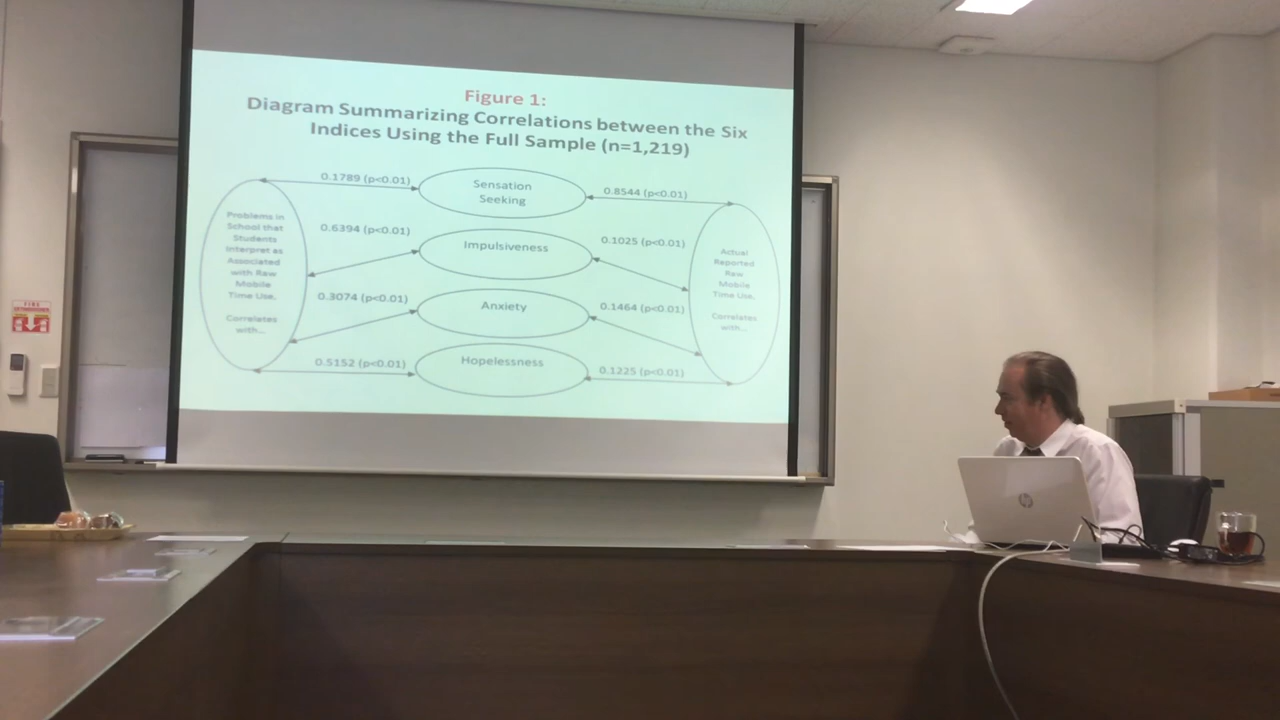 Figure 1:
Diagram Summarizing Correlations between the Six
Indices Using the Full Sample (n=1,219)
0.1789 (p<0.01)
Sensation
Seeking
0.8544 (p<0.01)
Problems in
School that
Students
Interpret as
Associated
with Raw
Mobile
Time Use.
Correlates
with...
0.6394 (p<0.01)
Impulsiveness
0.1025 (p<0.01)
Actual
Reported
Raw
Mobile
Time Use.
Correlates
with...
0.3074 (p<0.01)
Anxiety
0.1464 (p<0.01)
0.5152 (p<0.01)
Hopelessness
0.1225 (p<0.01)
FIRE
hp